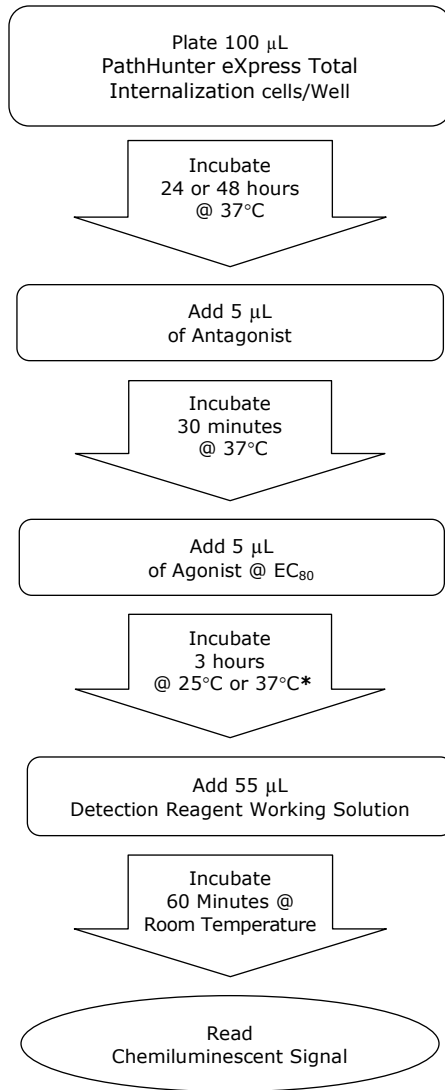 Plate 100 µL
PathHunter eXpress Total
Internalization cells/Well
Incubate
24 or 48 hours
@ 37°C
Add 5 µL
of Antagonist
Incubate
30 minutes
@ 37°C
Add 5 µL
of Agonist @ EC₈₀
Incubate
3 hours
@ 25°C or 37°C*
Add 55 µL
Detection Reagent Working Solution
Incubate
60 Minutes @
Room Temperature
Read
Chemiluminescent Signal